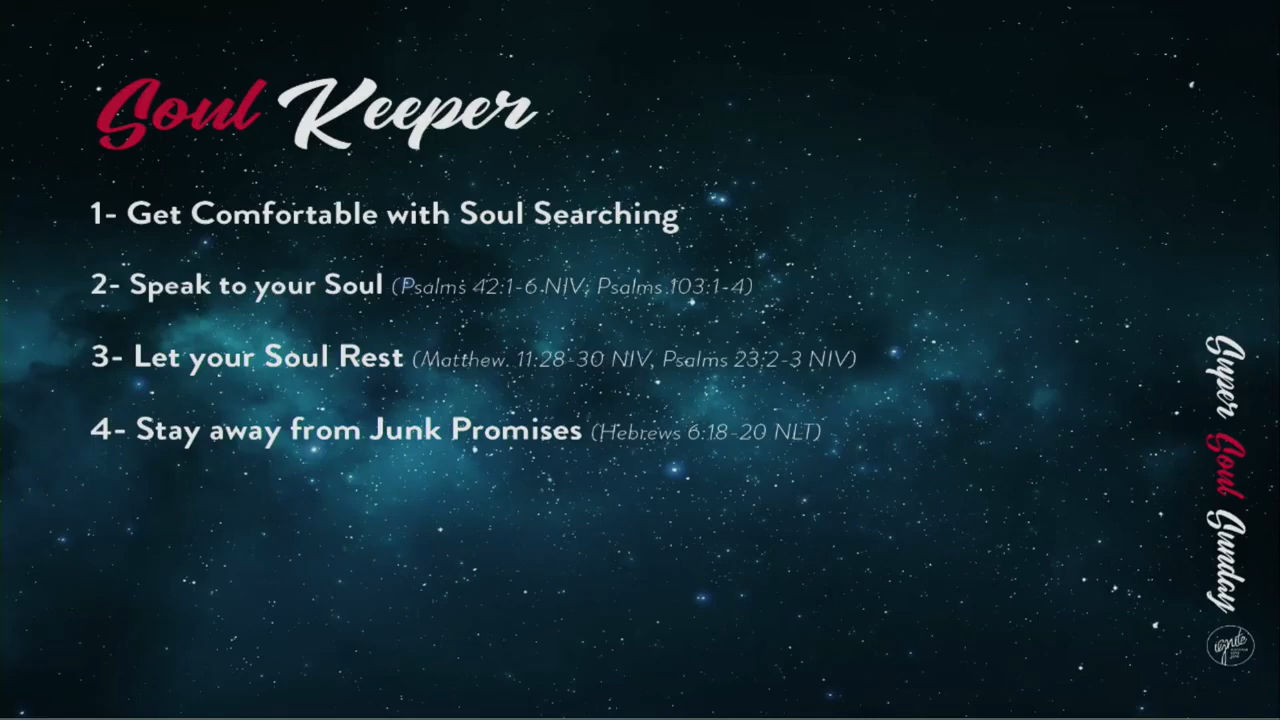 Soul Keeper
1- Get Comfortable with Soul Searching
2- Speak to your Soul (Psalms 42:1-6 NIV; Psalms 103:1-4)
3- Let your Soul Rest (Matthew. 11:28-30 NIV, Psalms 23:2-3 NIV)
4- Stay away from Junk Promises (Hebrews 6:18-20 NLT)
Super Soul Sunday
ignite